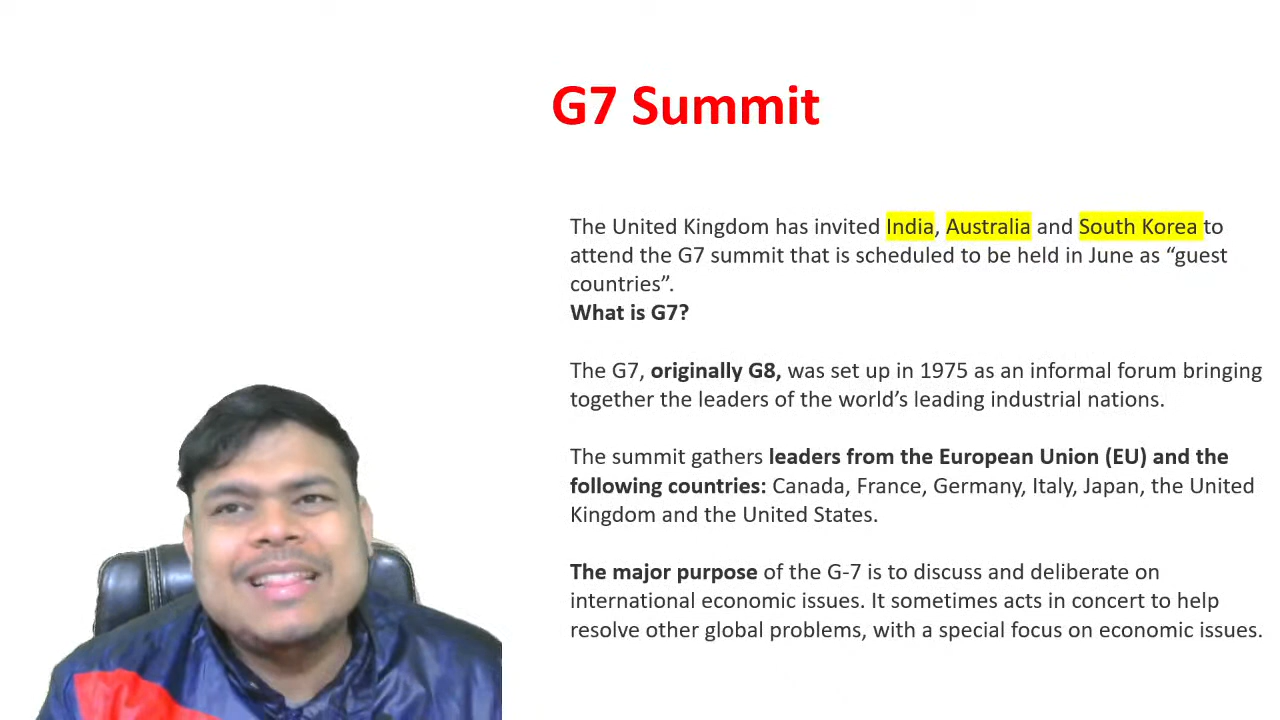 G7 Summit
The United Kingdom has invited India, Australia and South Korea to
attend the G7 summit that is scheduled to be held in June as “guest
countries”.
What is G7?
The G7, originally G8, was set up in 1975 as an informal forum bringing
together the leaders of the world’s leading industrial nations.
The summit gathers leaders from the European Union (EU) and the
following countries: Canada, France, Germany, Italy, Japan, the United
Kingdom and the United States.
The major purpose of the G-7 is to discuss and deliberate on
international economic issues. It sometimes acts in concert to help
resolve other global problems, with a special focus on economic issues.